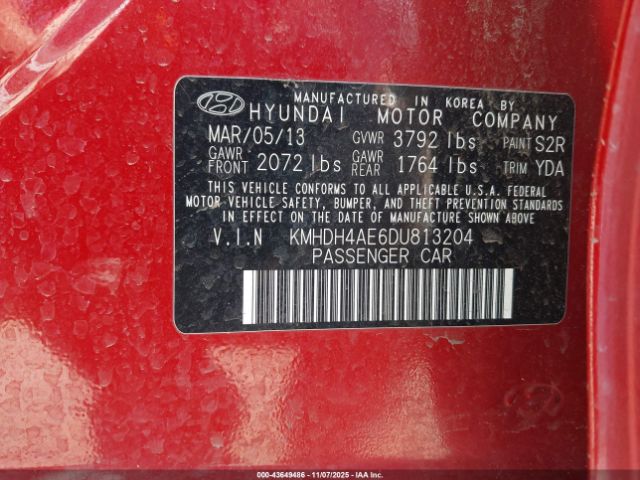 MANUFACTURED IN KOREA BY
HYUNDAI MOTOR COMPANY
MAR/05/13 GVWR 3792 lbs PAINT S2R
GAWR FRONT 2072 lbs GAWR REAR 1764 lbs TRIM YDA
THIS VEHICLE CONFORMS TO ALL APPLICABLE U.S.A. FEDERAL
MOTOR VEHICLE SAFETY, BUMPER, AND THEFT PREVENTION STANDARDS
IN EFFECT ON THE DATE OF MANUFACTURE SHOWN ABOVE
V.I.N KMHDH4AE6DU813204
PASSENGER CAR
000-43649486 - 11/07/2025 - IAA Inc.